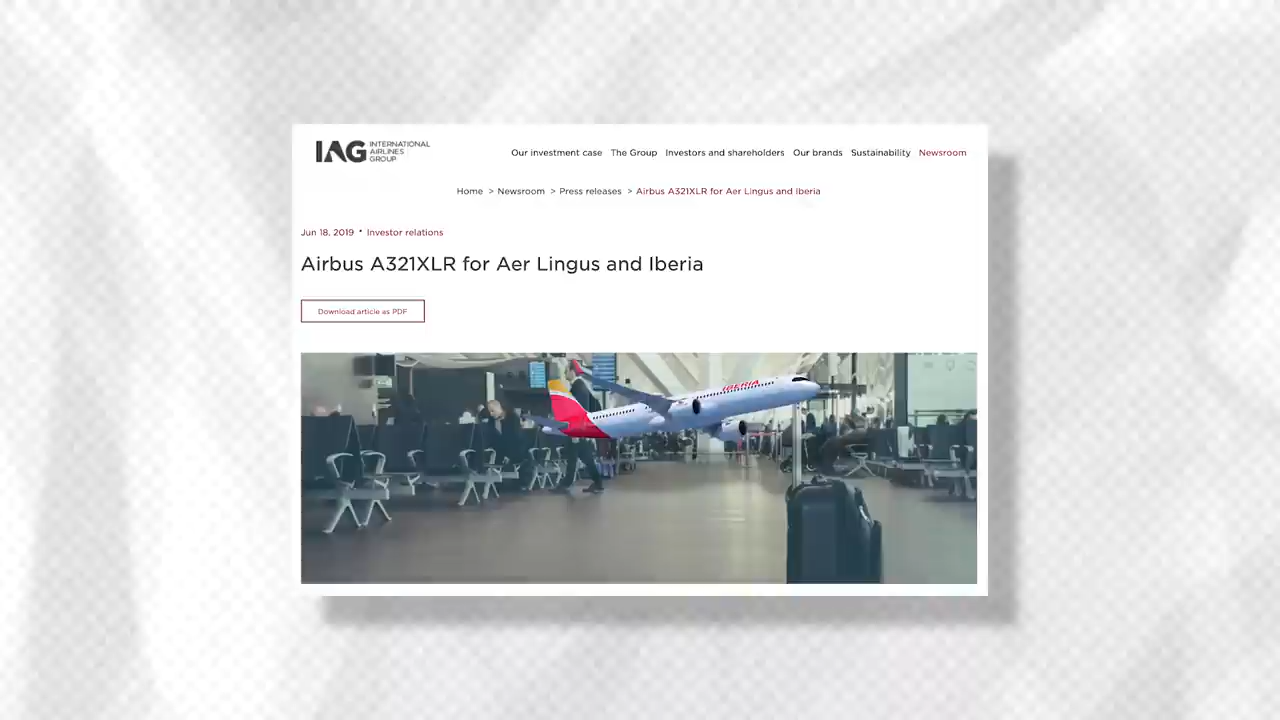 IAG INTERNATIONAL
AIRLINES
GROUP
Our investment case The Group Investors and shareholders Our brands Sustainability Newsroom
Home > Newsroom > Press releases > Airbus A321XLR for Aer Lingus and Iberia
Jun 18, 2019 • Investor relations
Airbus A321XLR for Aer Lingus and Iberia
Download article as PDF
IBERIA